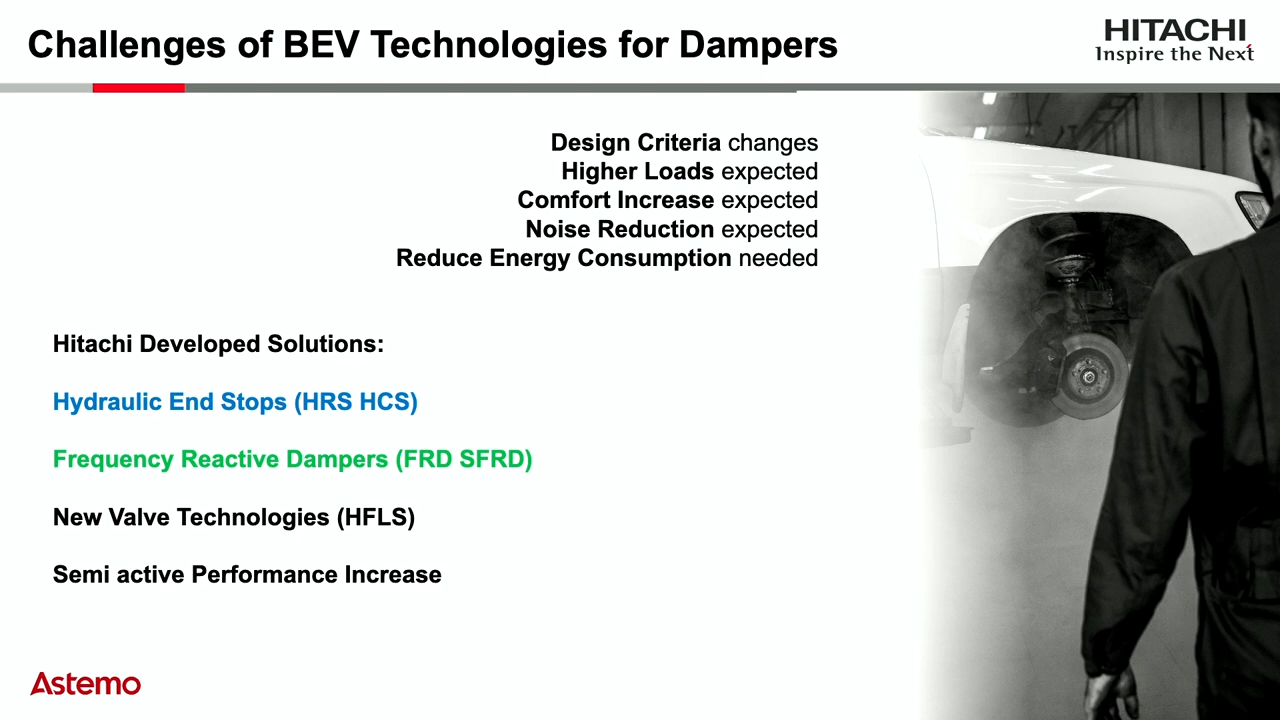 Challenges of BEV Technologies for Dampers
HITACHI
Inspire the Next
Design Criteria changes
Higher Loads expected
Comfort Increase expected
Noise Reduction expected
Reduce Energy Consumption needed
Hitachi Developed Solutions:
Hydraulic End Stops (HRS HCS)
Frequency Reactive Dampers (FRD SFRD)
New Valve Technologies (HFLS)
Semi active Performance Increase
Astemo